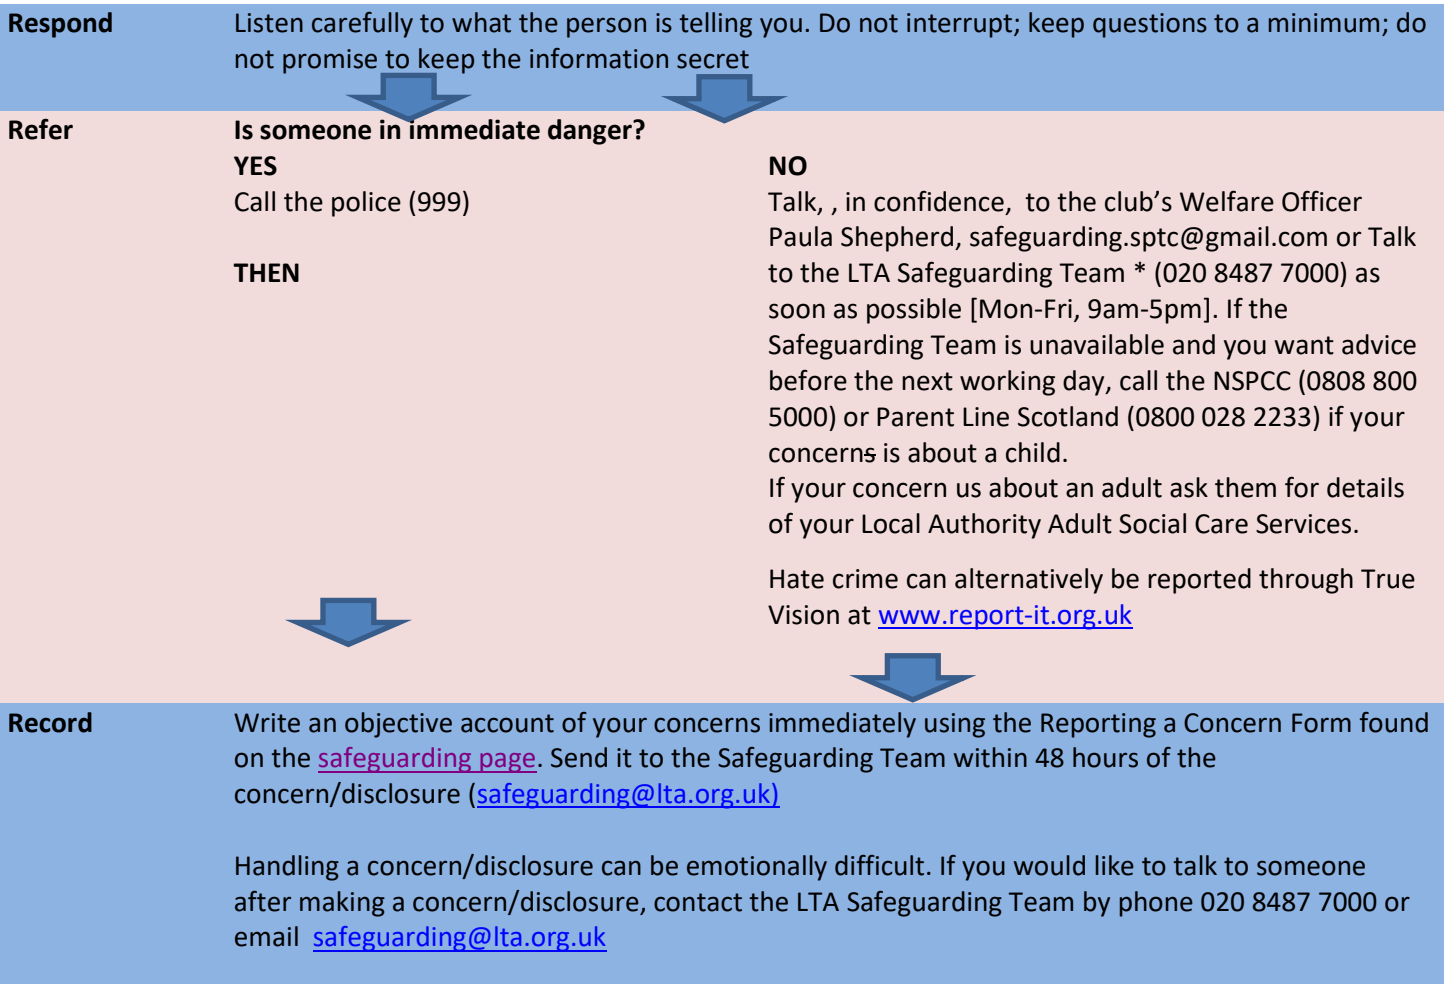 Respond
Listen carefully to what the person is telling you. Do not interrupt; keep questions to a minimum; do
not promise to keep the information secret
Refer
Is someone in immediate danger?
YES
Call the police (999)
THEN
NO
Talk, , in confidence,  to the club’s Welfare Officer
Paula Shepherd, safeguarding.sptc@gmail.com or Talk
to the LTA Safeguarding Team * (020 8487 7000) as
soon as possible [Mon-Fri, 9am-5pm]. If the
Safeguarding Team is unavailable and you want advice
before the next working day, call the NSPCC (0808 800
5000) or Parent Line Scotland (0800 028 2233) if your
concerns is about a child.
If your concern us about an adult ask them for details
of your Local Authority Adult Social Care Services.
Hate crime can alternatively be reported through True
Vision at www.report-it.org.uk
Record
Write an objective account of your concerns immediately using the Reporting a Concern Form found
on the safeguarding page. Send it to the Safeguarding Team within 48 hours of the
concern/disclosure (safeguarding@lta.org.uk)
Handling a concern/disclosure can be emotionally difficult. If you would like to talk to someone
after making a concern/disclosure, contact the LTA Safeguarding Team by phone 020 8487 7000 or
email  safeguarding@lta.org.uk